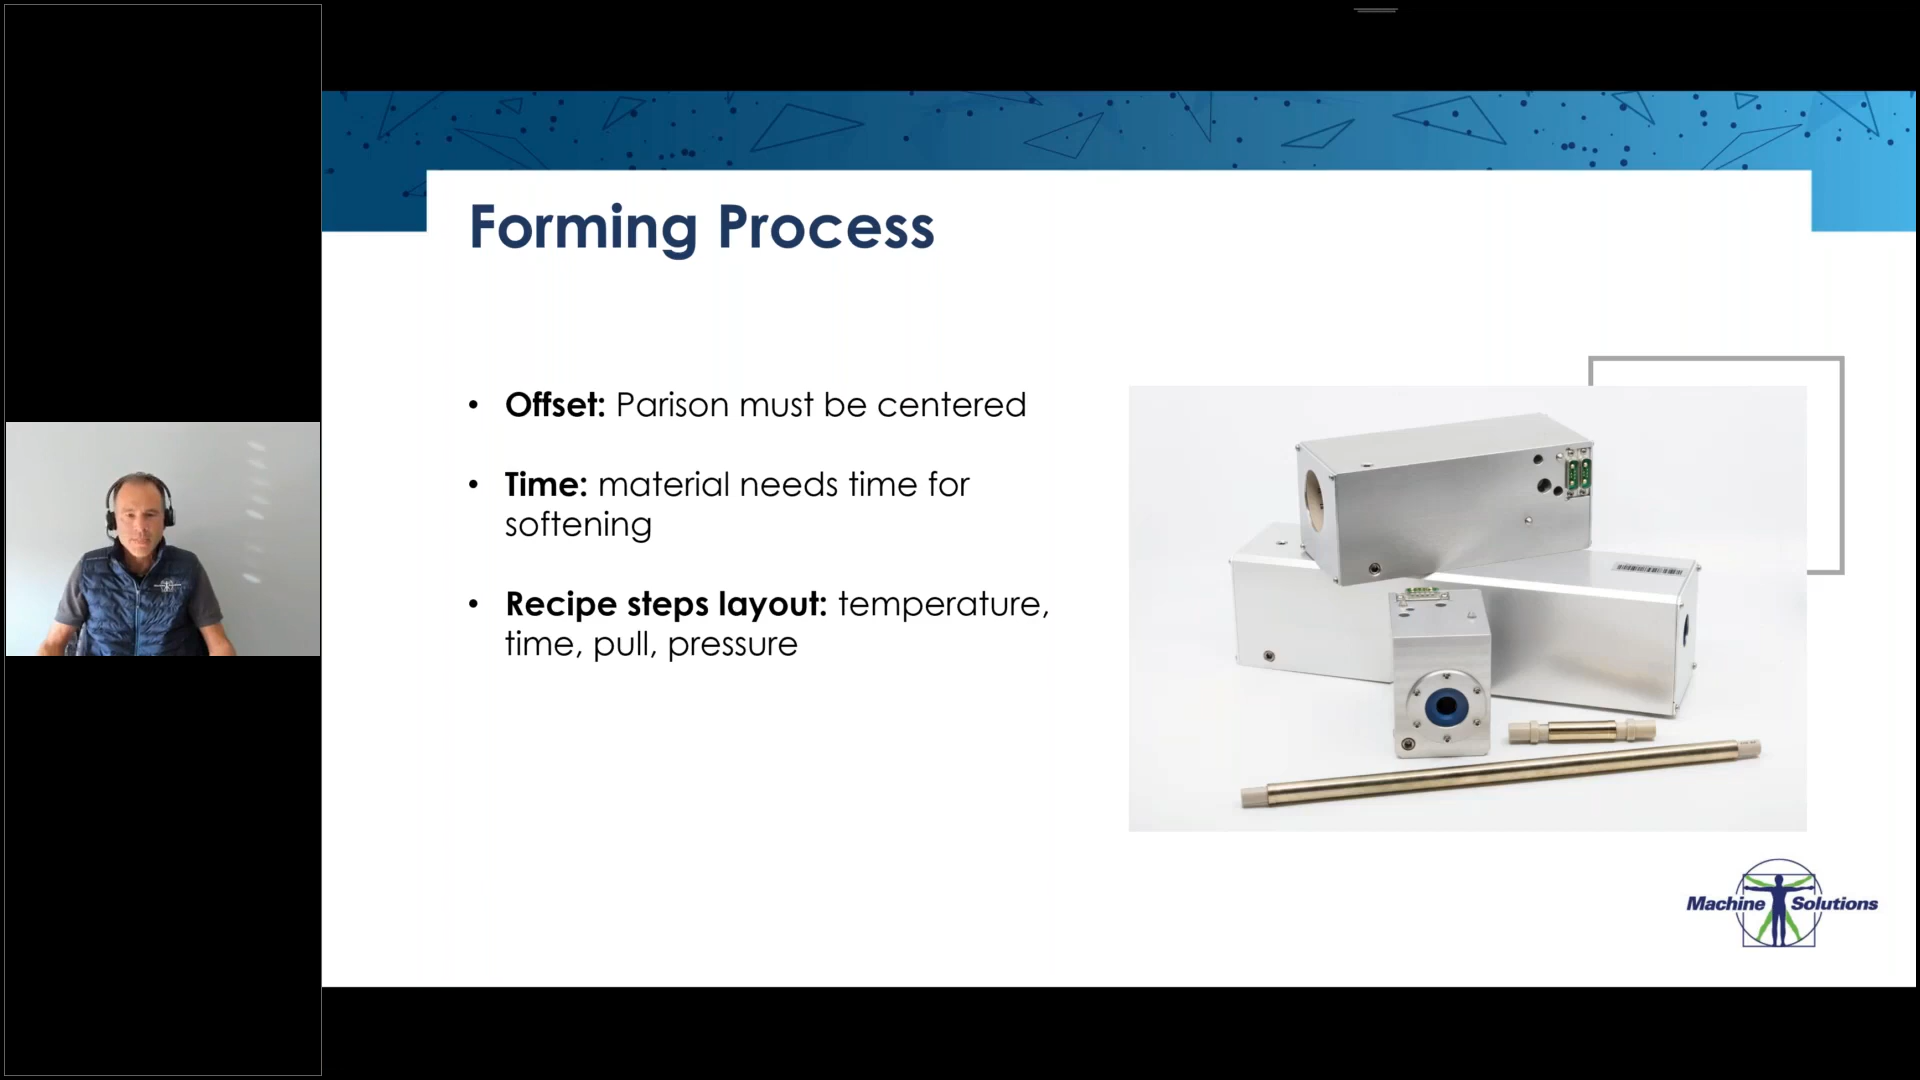 Forming Process
• Offset: Parison must be centered
• Time: material needs time for
softening
• Recipe steps layout: temperature,
time, pull, pressure
Machine Solutions